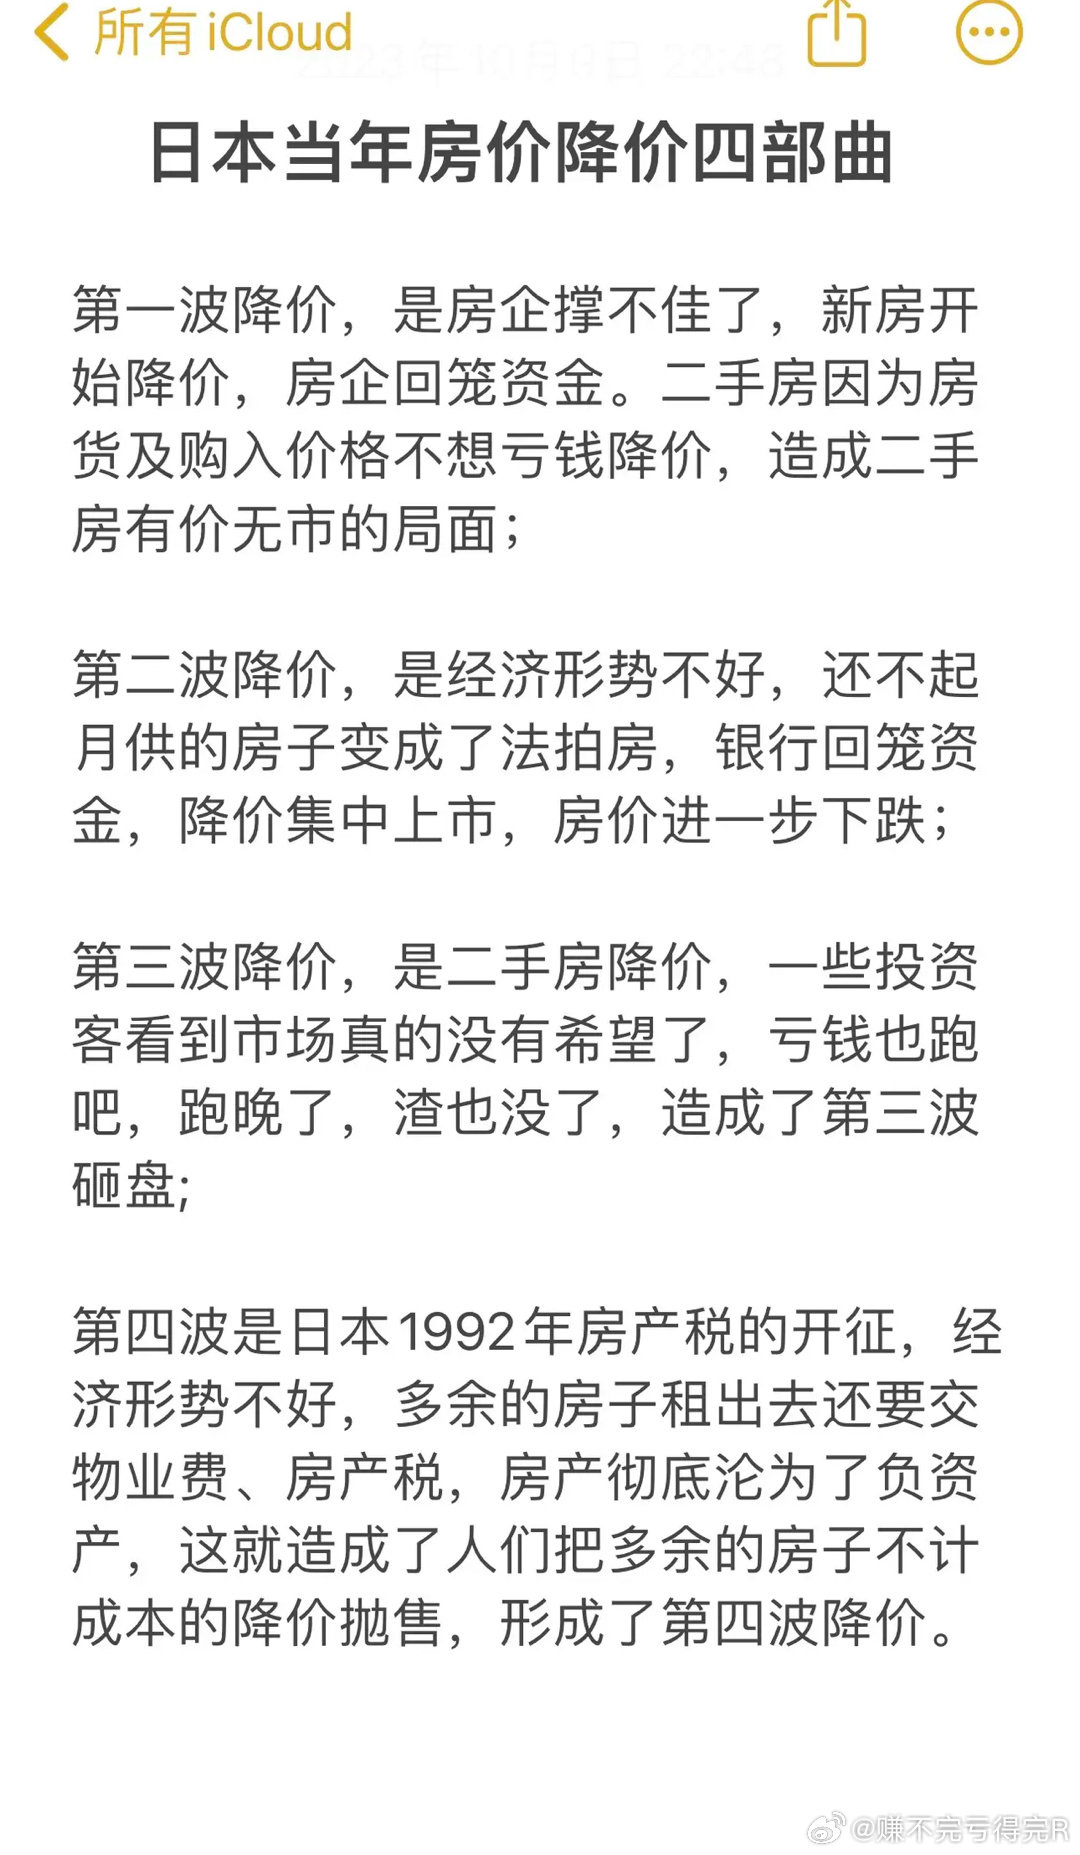 所有iCloud
2023年10月9日 22:48
日本当年房价降价四部曲
第一波降价，是房企撑不佳了，新房开
始降价，房企回笼资金。二手房因为房
货及购入价格不想亏钱降价，造成二手
房有价无市的局面；
第二波降价，是经济形势不好，还不起
月供的房子变成了法拍房，银行回笼资
金，降价集中上市，房价进一步下跌；
第三波降价，是二手房降价，一些投资
客看到市场真的没有希望了，亏钱也跑
吧，跑晚了，渣也没了，造成了第三波
砸盘;
第四波是日本1992年房产税的开征，经
济形势不好，多余的房子租出去还要交
物业费、房产税，房产彻底沦为了负资
产，这就造成了人们把多余的房子不计
成本的降价抛售，形成了第四波降价。
@赚不完亏得完R